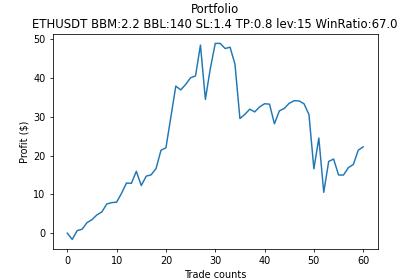 Portfolio
ETHUSDT BBM:2.2 BBL:140 SL:1.4 TP:0.8 lev:15 WinRatio:67.0
50
40
30
20
10
0
Profit ($)
0 10 20 30 40 50 60
Trade counts